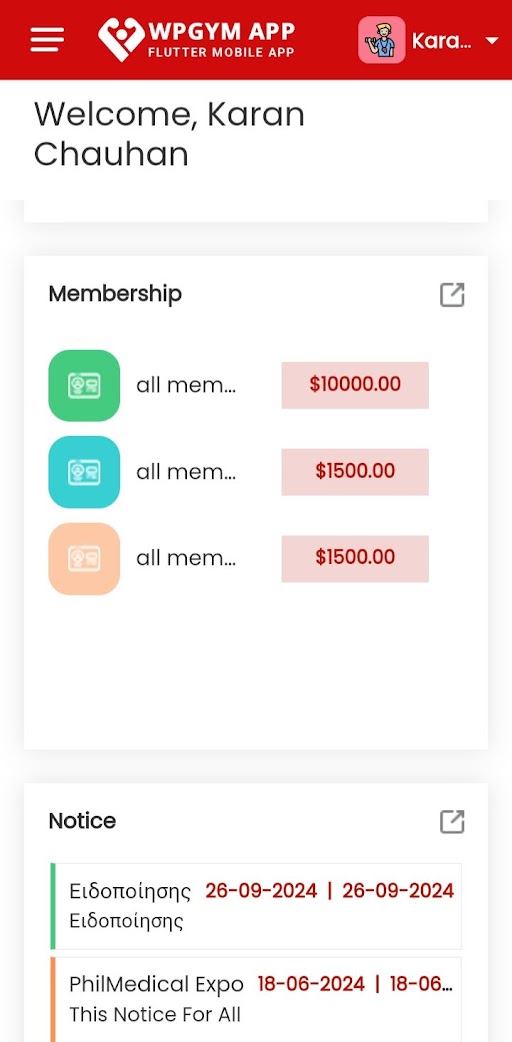 WPGYM APP
FLUTTER MOBILE APP
Kara...
Welcome, Karan
Chauhan
Membership
all mem...
$10000.00
all mem...
$1500.00
all mem...
$1500.00
Notice
Ειδοποίησης 26-09-2024 | 26-09-2024
Ειδοποίησης
PhilMedical Expo 18-06-2024 | 18-06...
This Notice For All